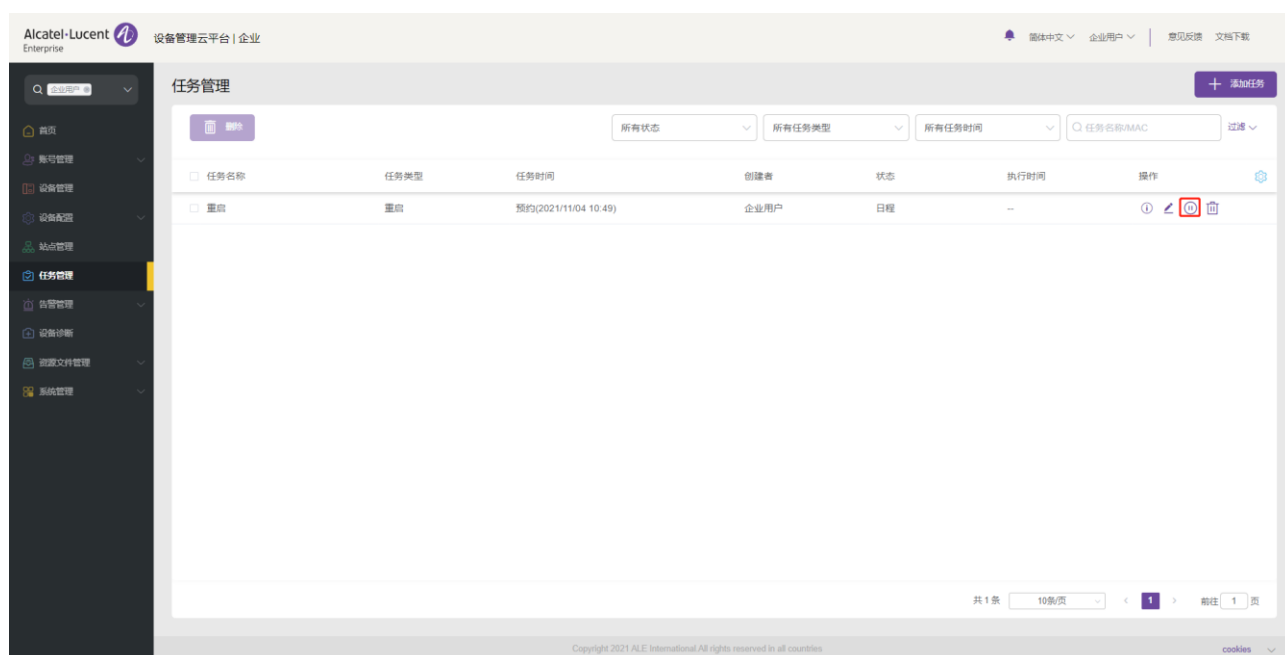 Alcatel·Lucent
Enterprise
设备管理云平台 | 企业
简体中文
企业用户
意见反馈
文档下载
企业用户
首页
账号管理
设备管理
设备配置
站点管理
任务管理
告警管理
设备诊断
资源文件管理
系统管理
任务管理
添加任务
删除
所有状态
所有任务类型
所有任务时间
任务名称/MAC
过滤
任务名称 任务类型 任务时间 创建者 状态 执行时间 操作
重启 重启 预约(2021/11/04 10:49) 企业用户 日程 --
共 1 条 10条/页 < 1 > 前往 1 页
Copyright 2021 ALE International All rights reserved in all countries
cookies